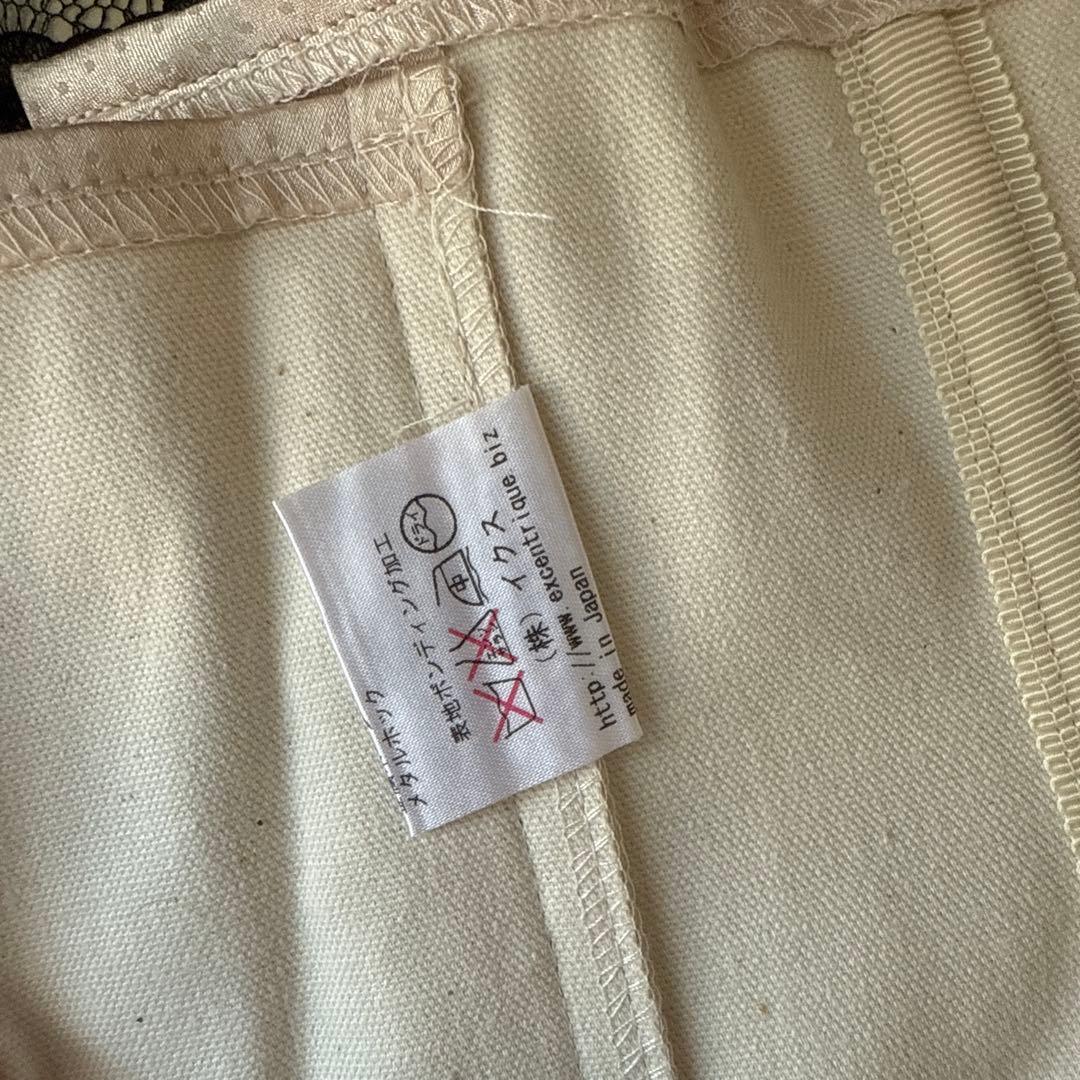 メタルボック
表地ボンディング加工
中 ドライ
(株) イクス
http://www.excentrique biz
made in Japan